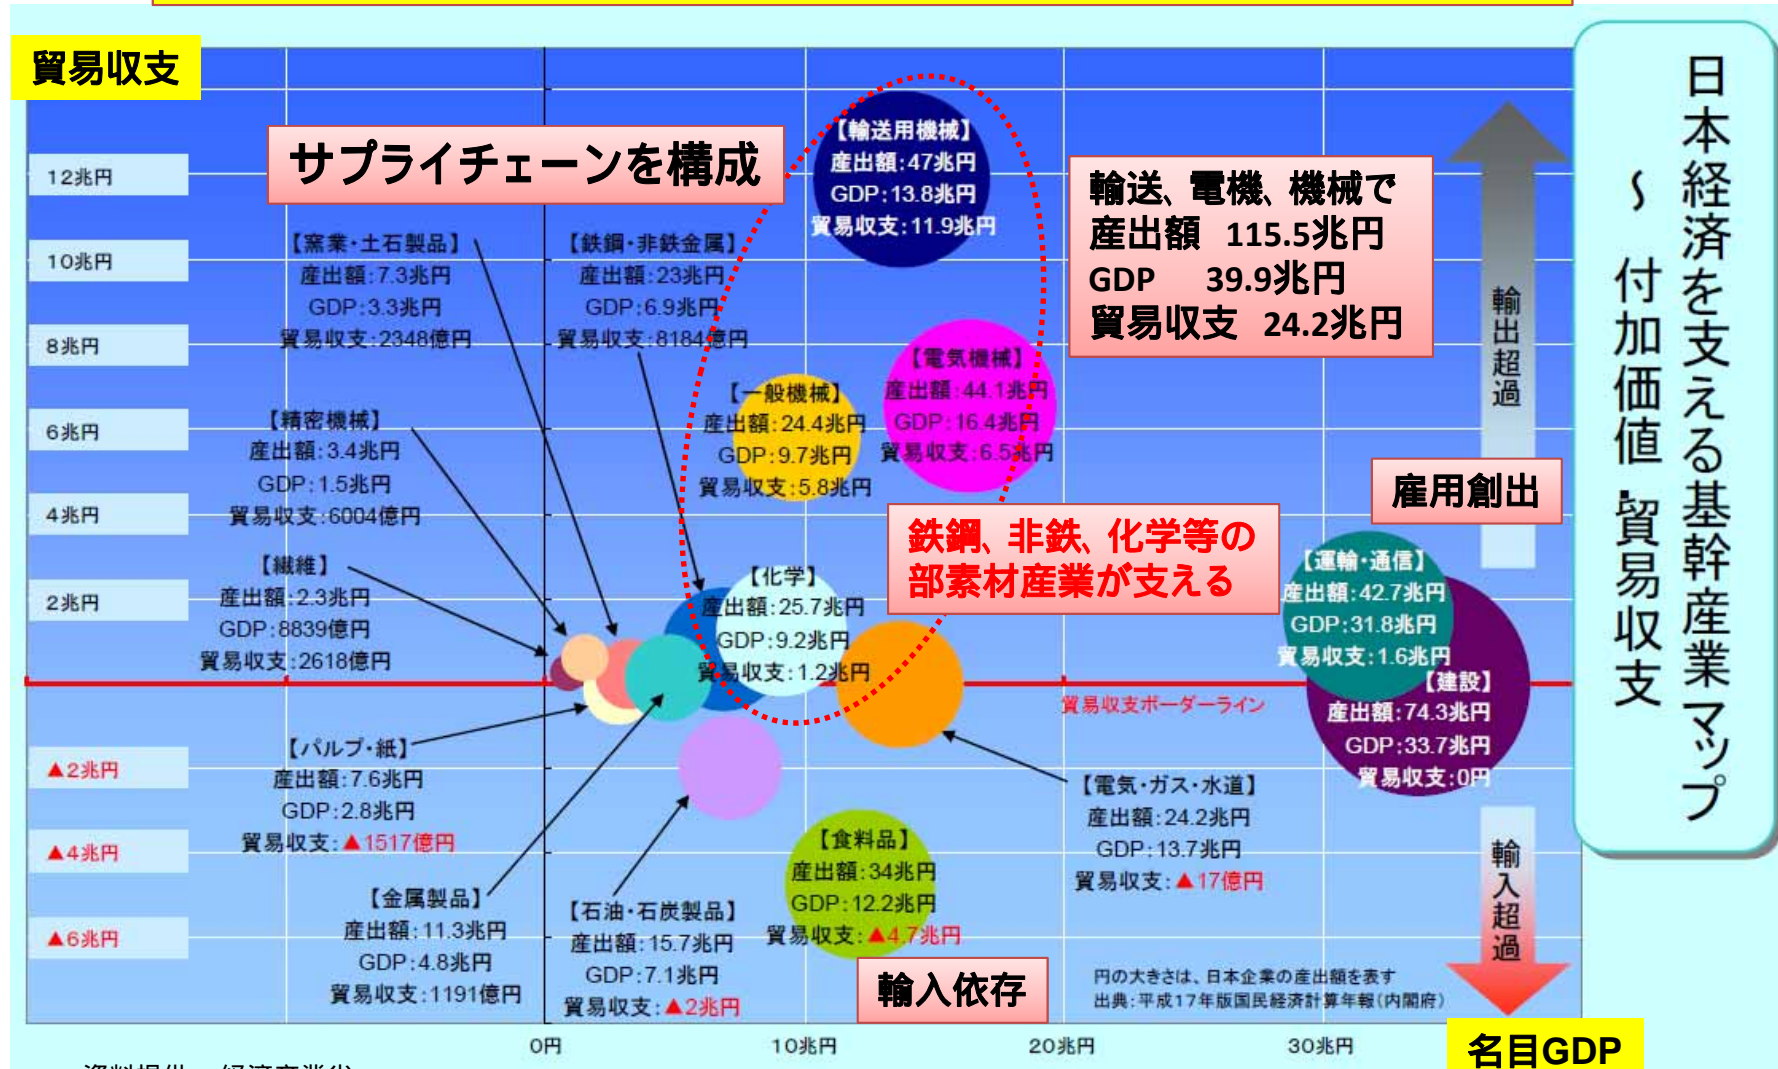 貿易収支
12兆円
10兆円
8兆円
6兆円
4兆円
2兆円
▲2兆円
▲4兆円
▲6兆円
サプライチェーンを構成
【輸送用機械】
産出額:47兆円
GDP:13.8兆円
貿易収支:11.9兆円
輸送、電機、機械で
産出額 115.5兆円
GDP 39.9兆円
貿易収支 24.2兆円
【窯業・土石製品】
産出額:7.3兆円
GDP:3.3兆円
貿易収支:2348億円
【鉄鋼・非鉄金属】
産出額:23兆円
GDP:6.9兆円
貿易収支:8184億円
【電気機械】
産出額:44.1兆円
GDP:16.4兆円
貿易収支:6.5兆円
【一般機械】
産出額:24.4兆円
GDP:9.7兆円
貿易収支:5.8兆円
【精密機械】
産出額:3.4兆円
GDP:1.5兆円
貿易収支:6004億円
雇用創出
鉄鋼、非鉄、化学等の
部素材産業が支える
【繊維】
産出額:2.3兆円
GDP:8839億円
貿易収支:2618億円
【化学】
産出額:25.7兆円
GDP:9.2兆円
貿易収支:1.2兆円
【運輸・通信】
産出額:42.7兆円
GDP:31.8兆円
貿易収支:1.6兆円
【建設】
産出額:74.3兆円
GDP:33.7兆円
貿易収支:0円
貿易収支ボーダーライン
【パルプ・紙】
産出額:7.6兆円
GDP:2.8兆円
貿易収支:▲1517億円
【電気・ガス・水道】
産出額:24.2兆円
GDP:13.7兆円
貿易収支:▲17億円
【食料品】
産出額:34兆円
GDP:12.2兆円
貿易収支:▲4.7兆円
【金属製品】
産出額:11.3兆円
GDP:4.8兆円
貿易収支:1191億円
【石油・石炭製品】
産出額:15.7兆円
GDP:7.1兆円
貿易収支:▲2兆円
輸入依存
円の大きさは、日本企業の産出額を表す
出典:平成17年版国民経済計算年報(内閣府)
輸出超過
輸入超過
0円
10兆円
20兆円
30兆円
名目GDP
日本経済を支える基幹産業マップ
~ 付加価値・貿易収支